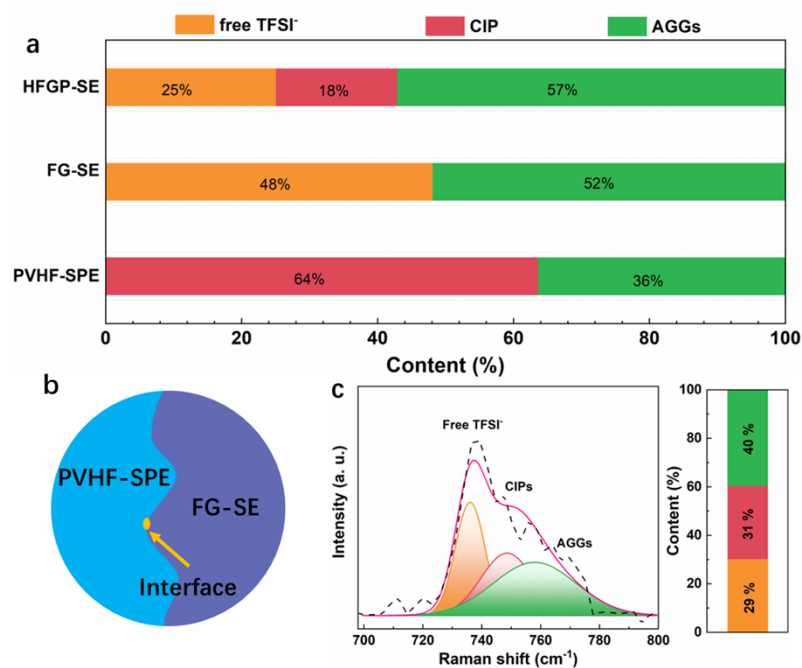 a
free TFSI⁻ CIP AGGs
HFGP-SE
25% 18% 57%
FG-SE
48% 52%
PVHF-SPE
64% 36%
0 20 40 60 80 100
Content (%)
b
PVHF-SPE
FG-SE
Interface
c
Intensity (a. u.)
Free TFSI⁻
CIPs
AGGs
700 720 740 760 780 800
Raman shift (cm⁻¹)
Content (%)
100
80
60
40
20
0
40 %
31 %
29 %